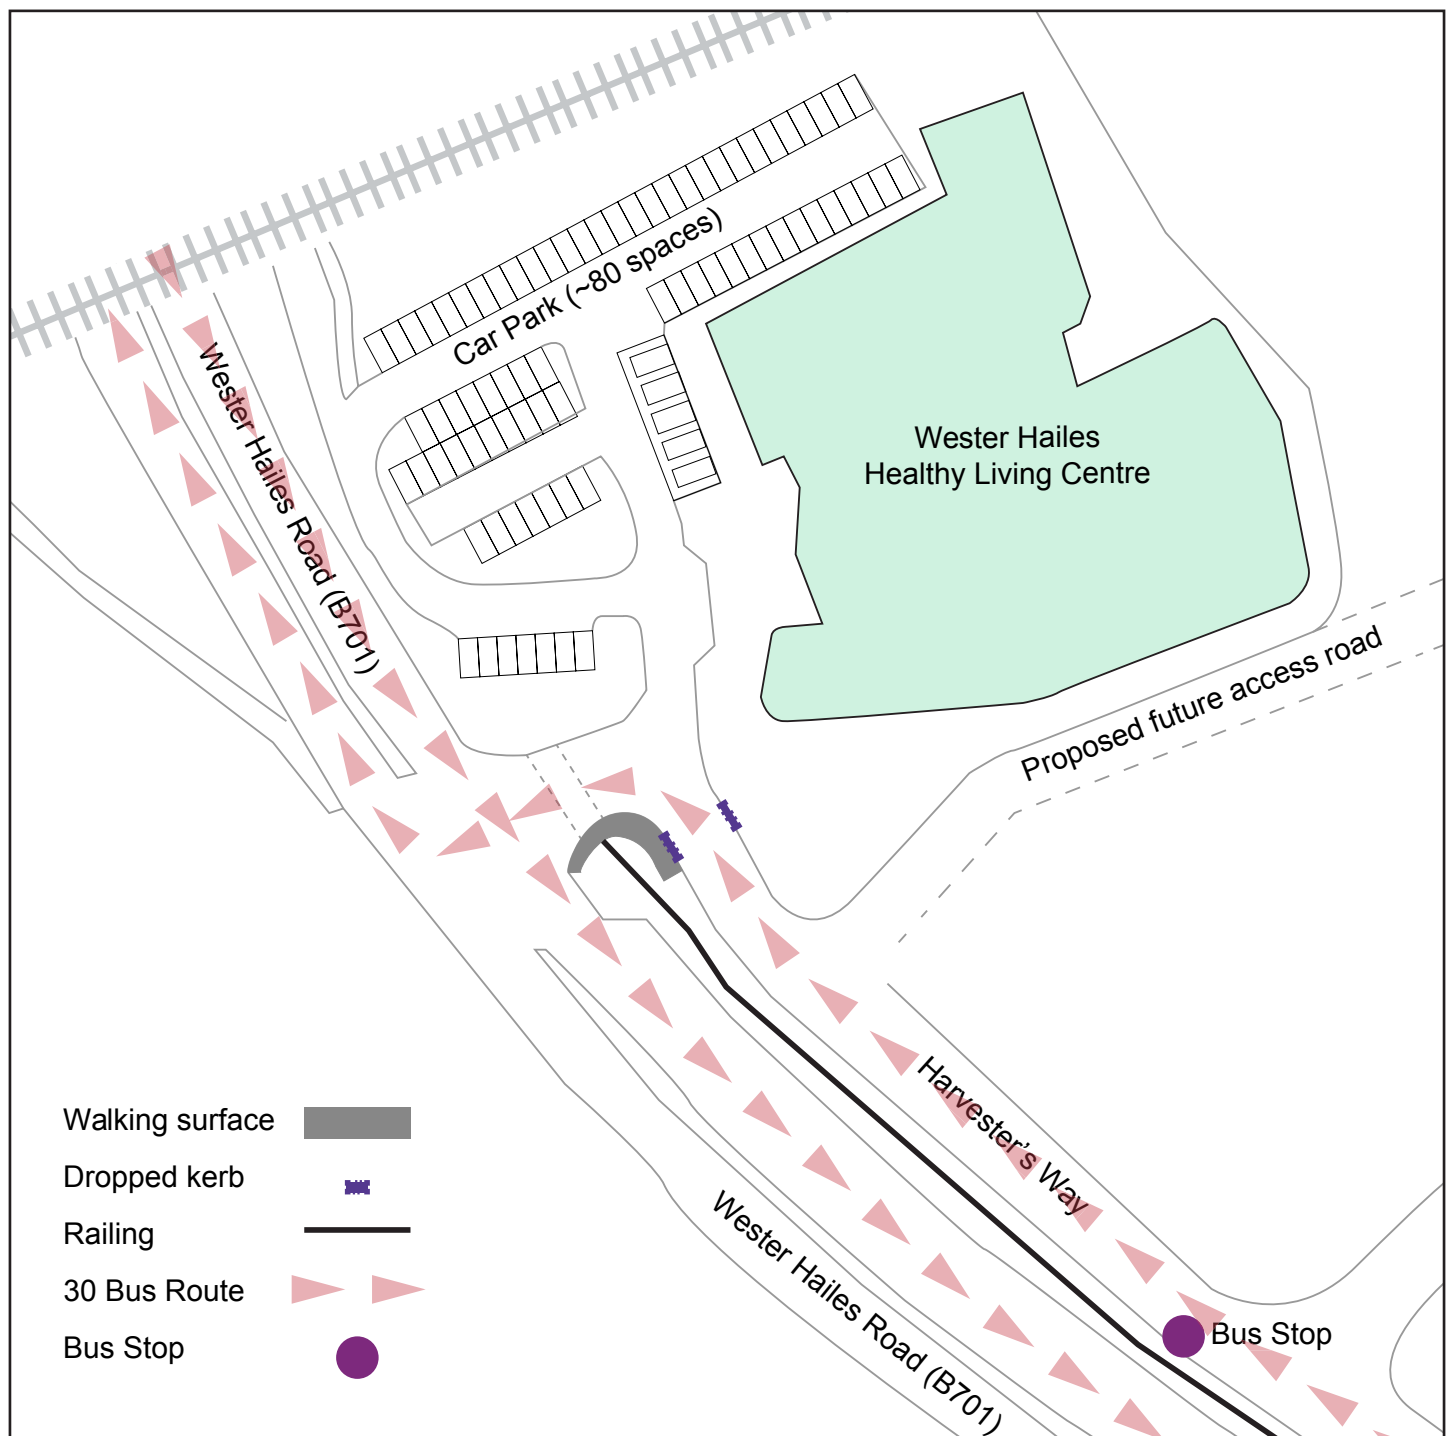 Car Park (~80 spaces)
Wester Hailes Road (B701)
Wester Hailes
Healthy Living Centre
Proposed future access road
Harvester's Way
Wester Hailes Road (B701)
Bus Stop
Walking surface
Dropped kerb
Railing
30 Bus Route
Bus Stop